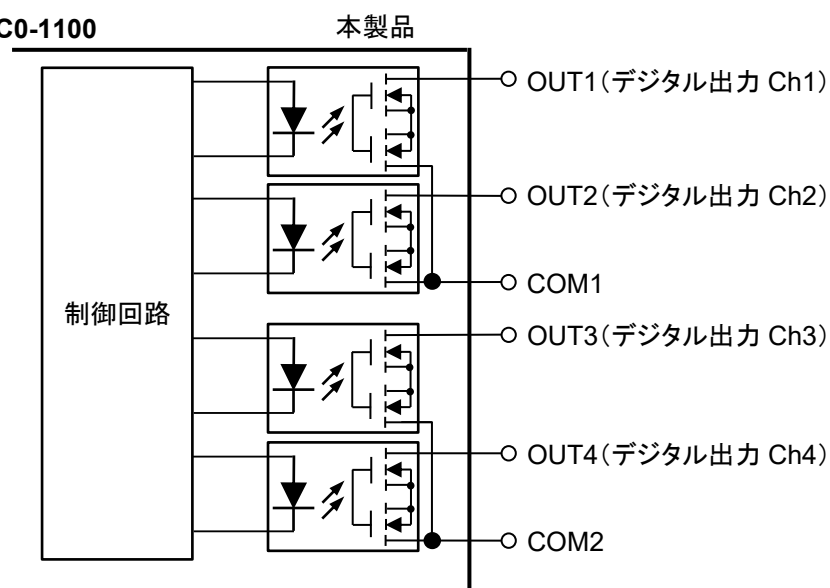 C0-1100
本製品
OUT1(デジタル出力 Ch1)
OUT2(デジタル出力 Ch2)
COM1
制御回路
OUT3(デジタル出力 Ch3)
OUT4(デジタル出力 Ch4)
COM2